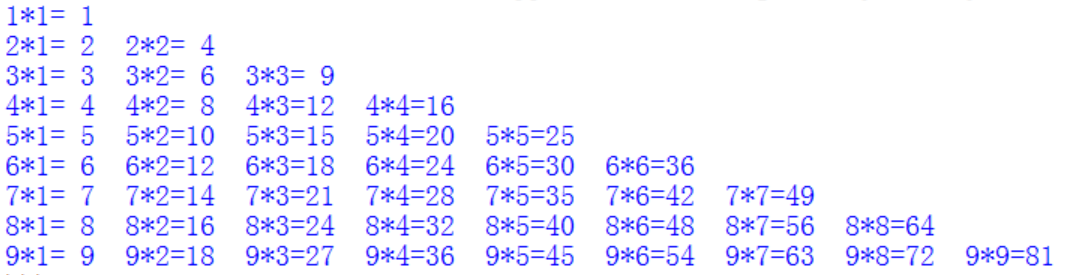 1*1= 1
2*1= 2  2*2= 4
3*1= 3  3*2= 6  3*3= 9
4*1= 4  4*2= 8  4*3=12  4*4=16
5*1= 5  5*2=10  5*3=15  5*4=20  5*5=25
6*1= 6  6*2=12  6*3=18  6*4=24  6*5=30  6*6=36
7*1= 7  7*2=14  7*3=21  7*4=28  7*5=35  7*6=42  7*7=49
8*1= 8  8*2=16  8*3=24  8*4=32  8*5=40  8*6=48  8*7=56  8*8=64
9*1= 9  9*2=18  9*3=27  9*4=36  9*5=45  9*6=54  9*7=63  9*8=72  9*9=81